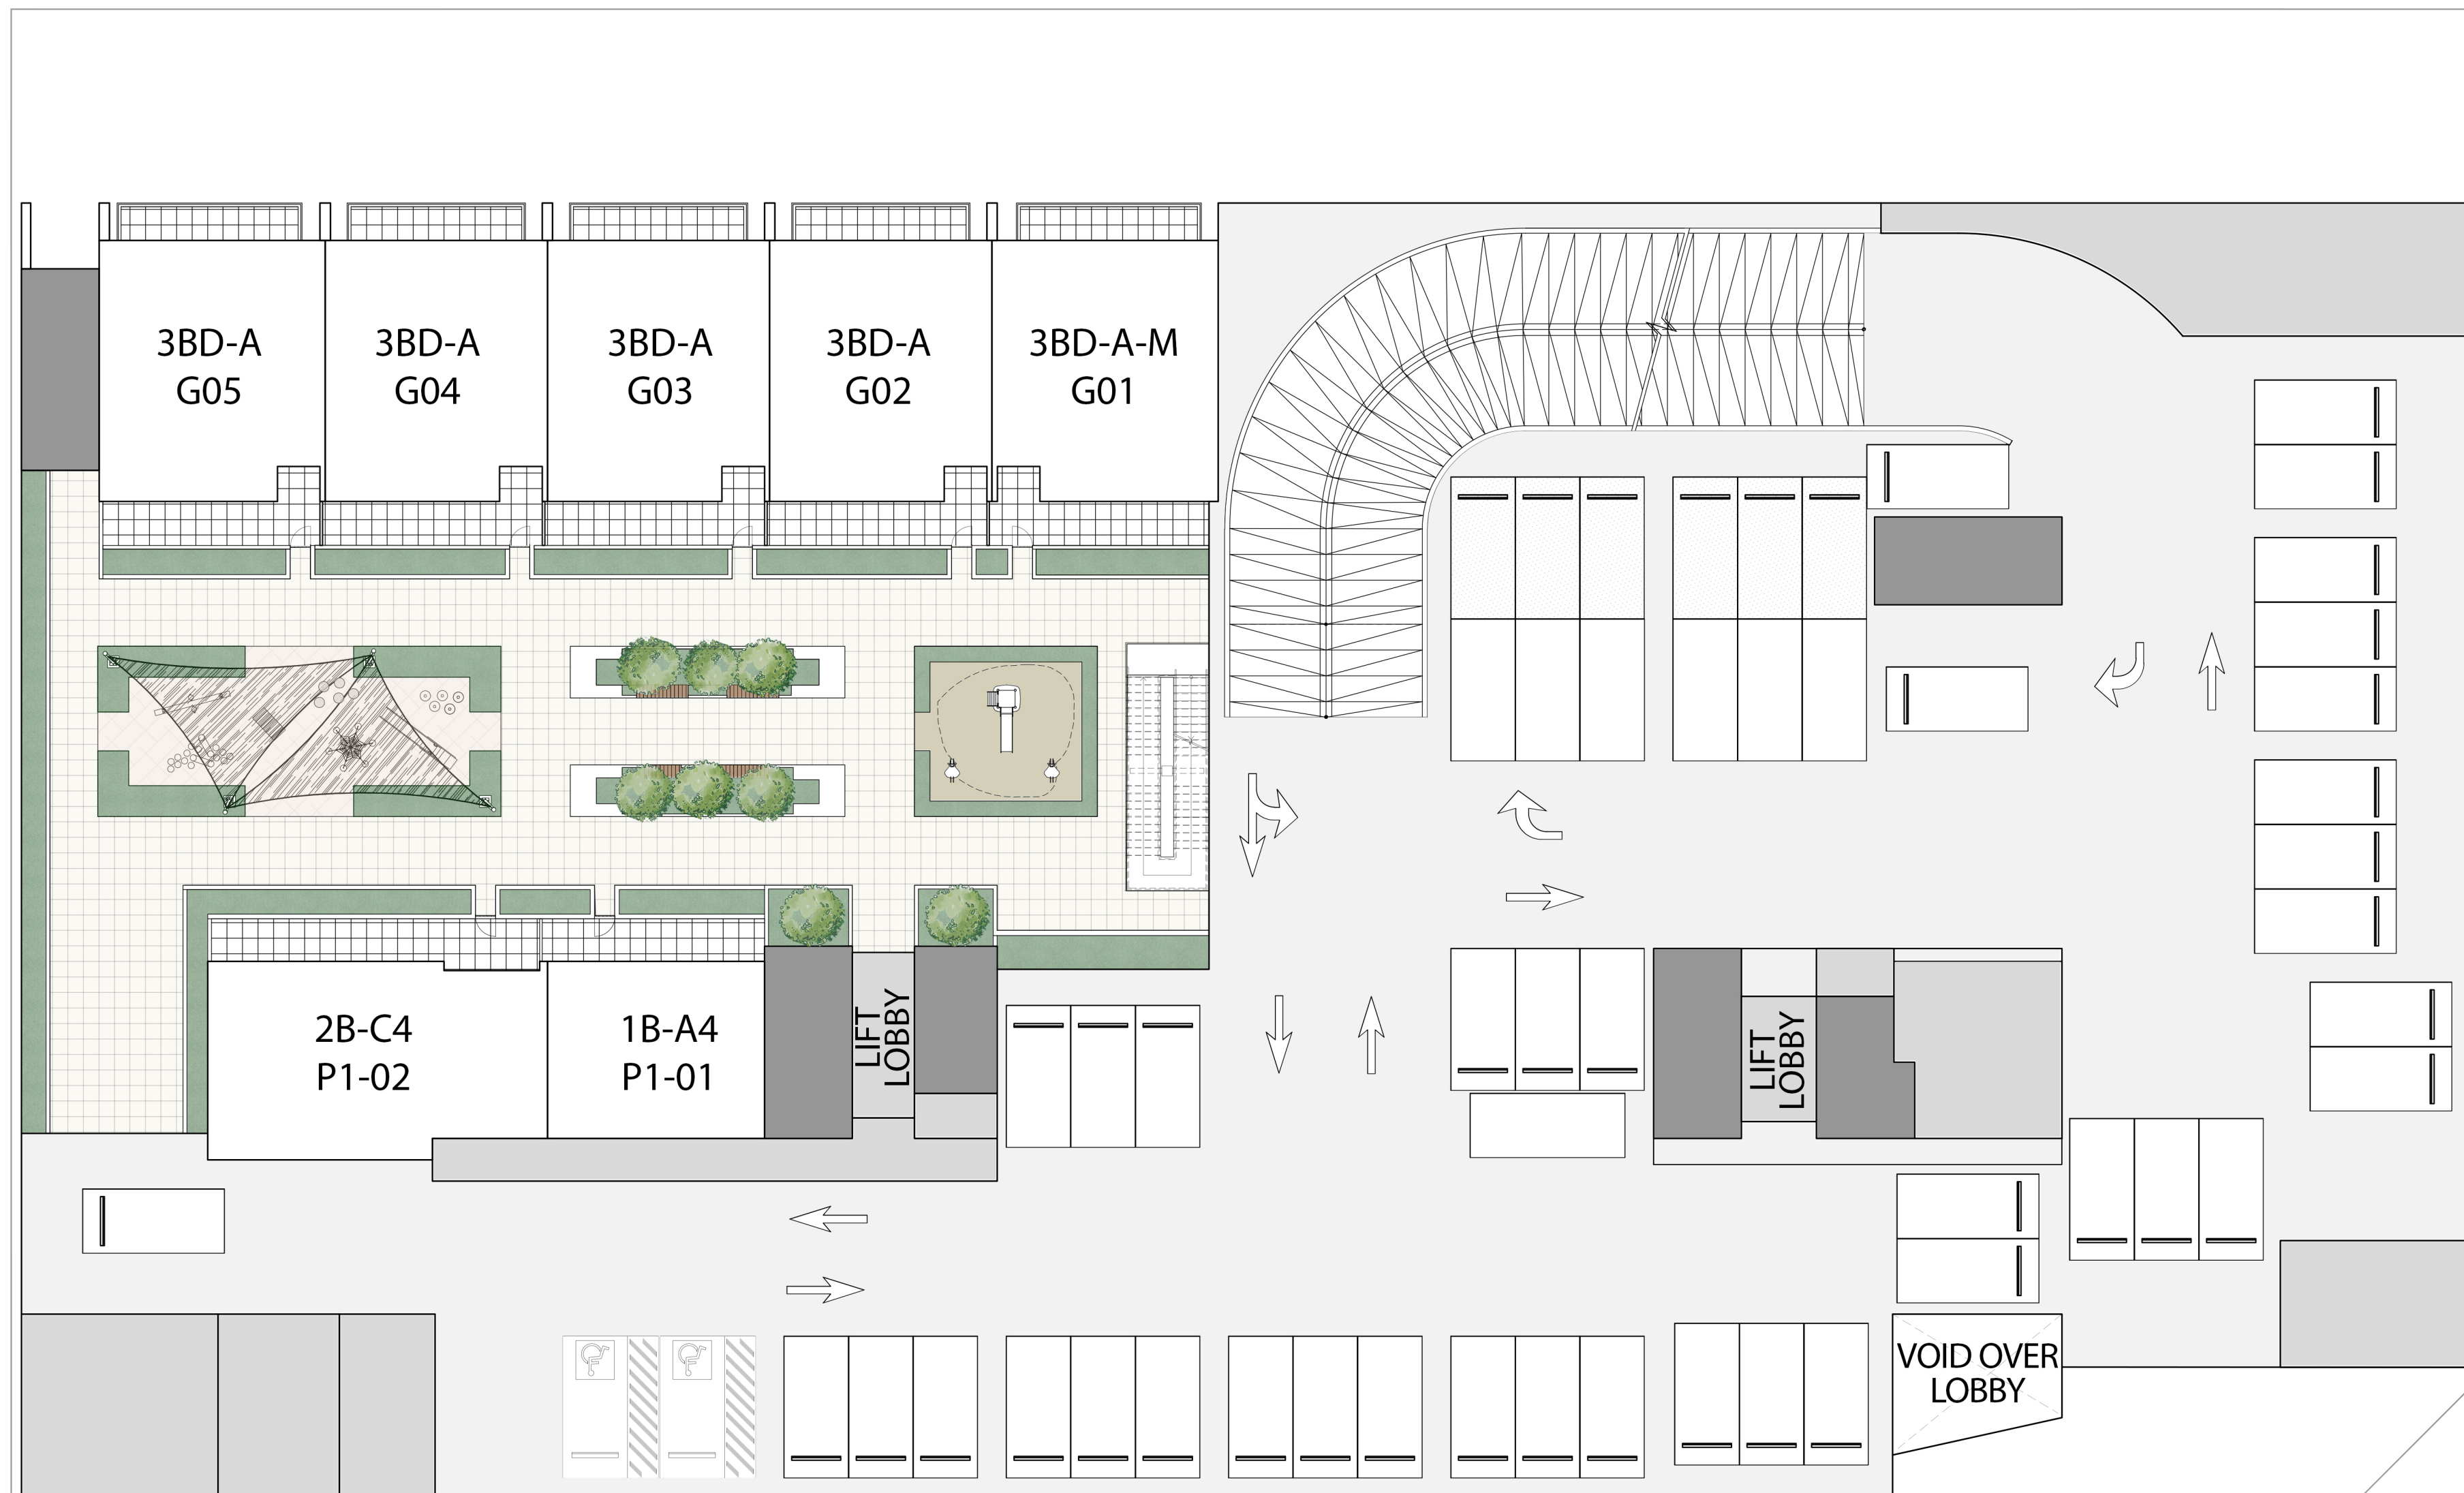 3BD-A
G05
3BD-A
G04
3BD-A
G03
3BD-A
G02
3BD-A-M
G01
2B-C4
P1-02
1B-A4
P1-01
LIFT
LOBBY
LIFT
LOBBY
VOID OVER
LOBBY